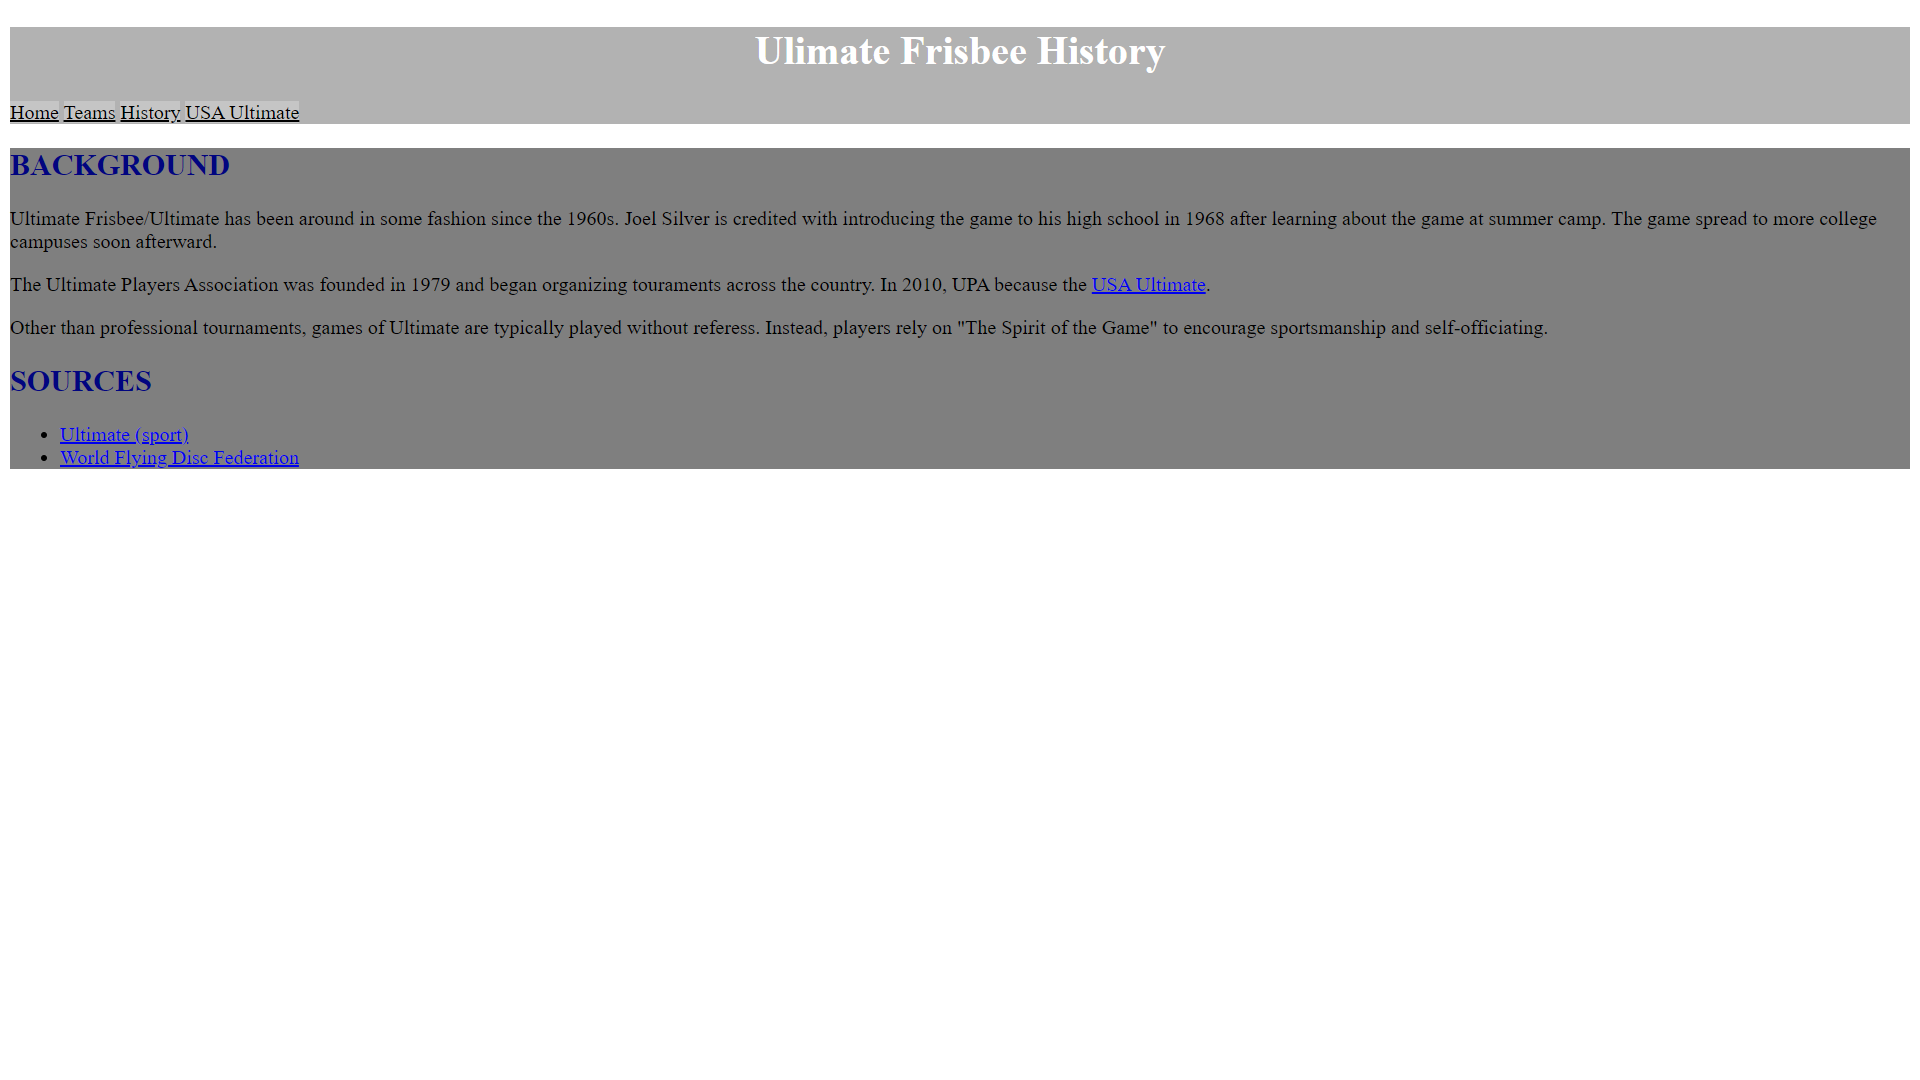 Ulimate Frisbee History
Home Teams History USA Ultimate
BACKGROUND
Ultimate Frisbee/Ultimate has been around in some fashion since the 1960s. Joel Silver is credited with introducing the game to his high school in 1968 after learning about the game at summer camp. The game spread to more college
campuses soon afterward.
The Ultimate Players Association was founded in 1979 and began organizing touraments across the country. In 2010, UPA because the USA Ultimate.
Other than professional tournaments, games of Ultimate are typically played without referess. Instead, players rely on "The Spirit of the Game" to encourage sportsmanship and self-officiating.
SOURCES
• Ultimate (sport)
• World Flying Disc Federation